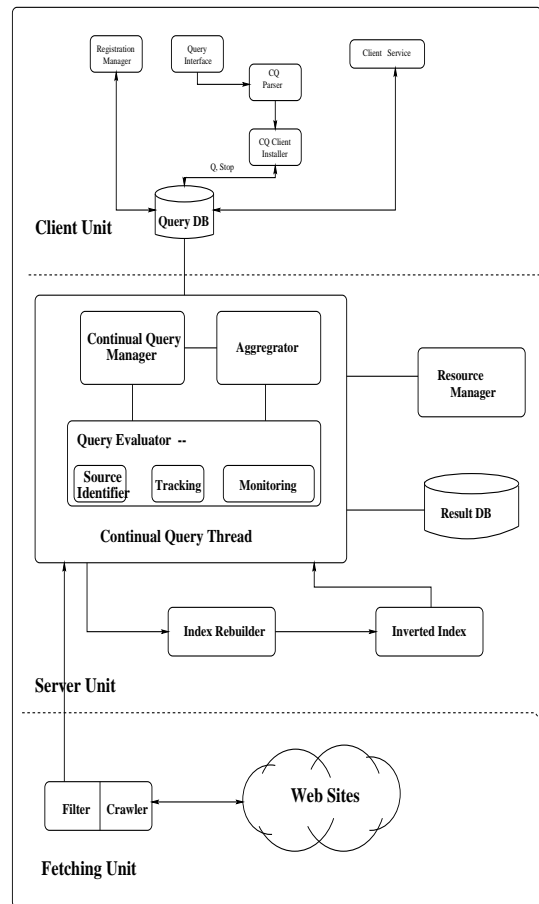 Registration
Manager
Query
Interface
Client Service
CQ
Parser
CQ Client
Installer
Q, Stop
Query DB
Client Unit
Continual Query
Manager
Aggregrator
Resource
Manager
Query Evaluator --
Source
Identifier
Tracking
Monitoring
Result DB
Continual Query Thread
Index Rebuilder
Inverted Index
Server Unit
Web Sites
Filter
Crawler
Fetching Unit